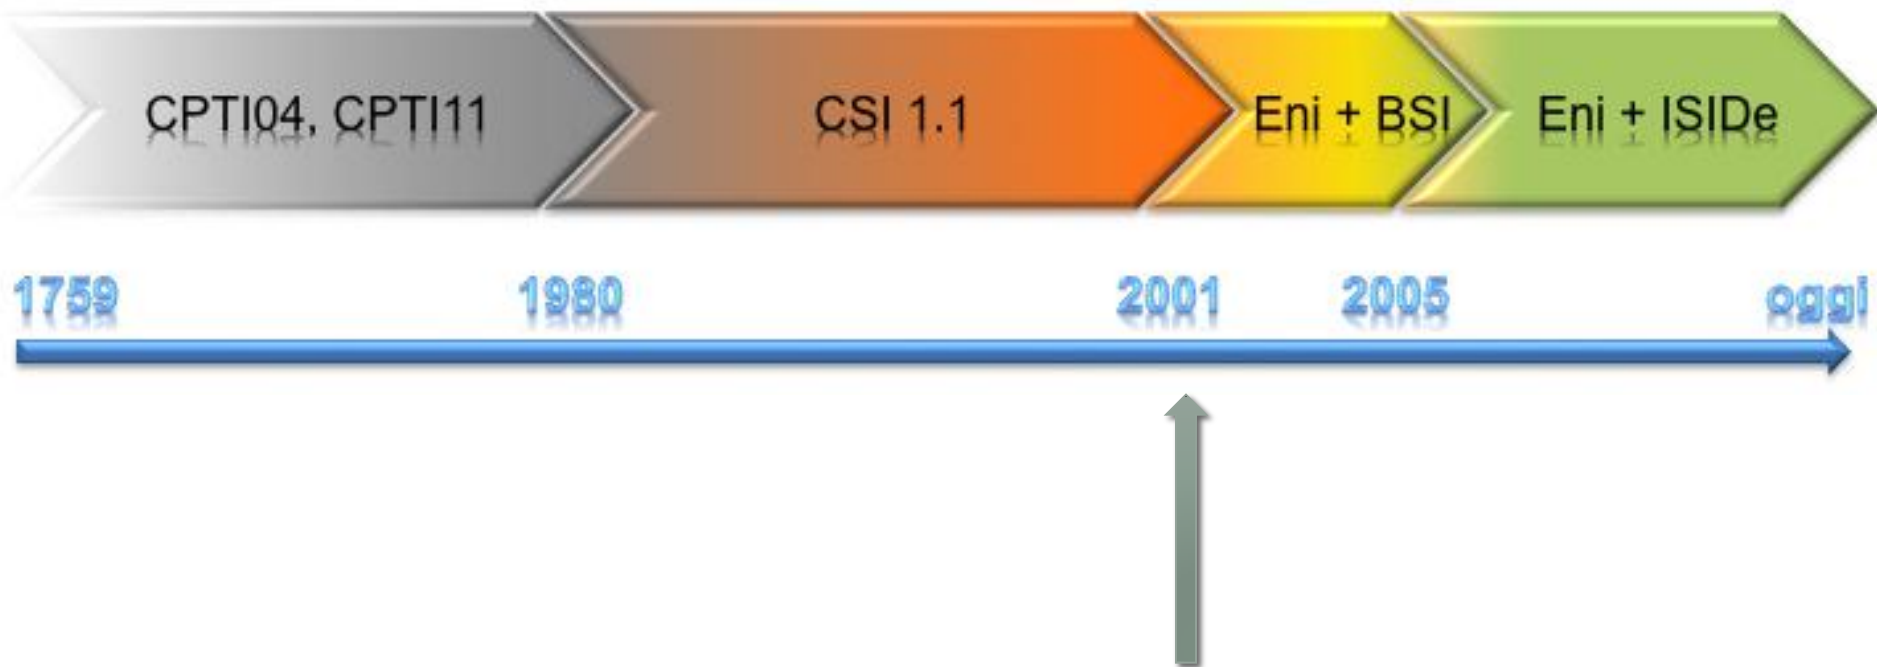 CPTI04, CPTI11 CSI 1.1 Eni + BSI Eni + ISIDe
1759 1980 2001 2005 oggi